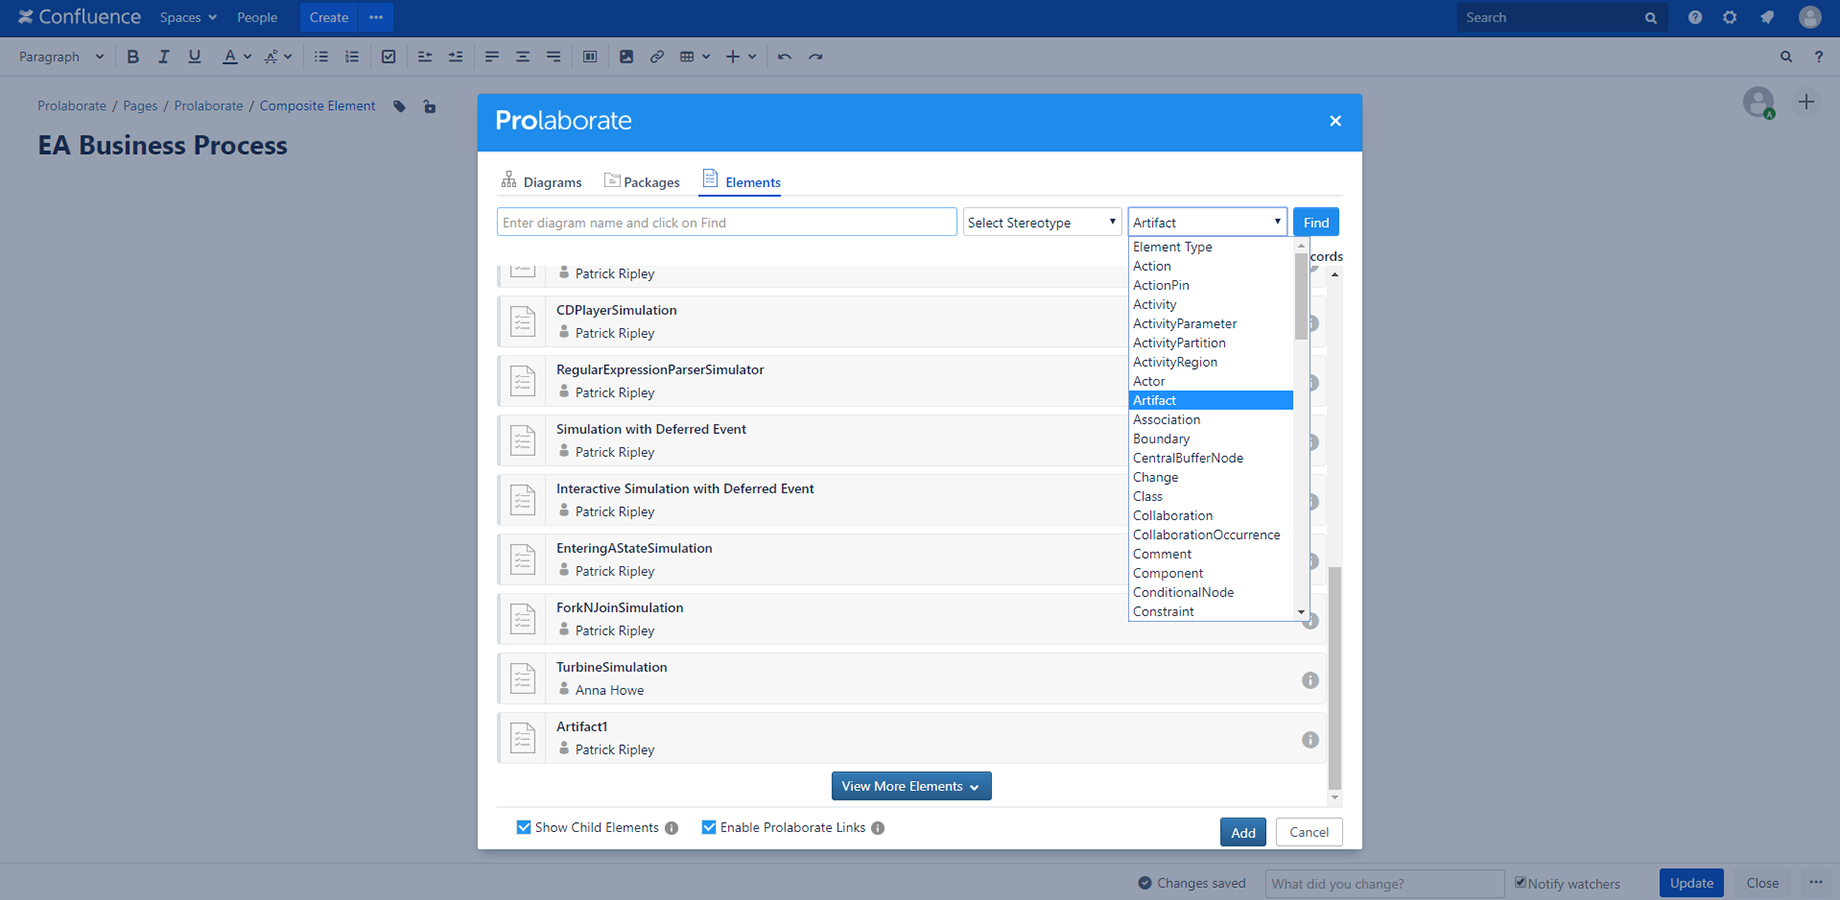 Confluence Spaces People Create ••• Search
Paragraph B I U A ?
Prolaborate / Pages / Prolaborate / Composite Element
A
EA Business Process
Prolaborate
Diagrams Packages Elements
Enter diagram name and click on Find Select Stereotype Artifact Find
cords
Element Type
Action
ActionPin
Activity
ActivityParameter
ActivityPartition
ActivityRegion
Actor
Artifact
Association
Boundary
CentralBufferNode
Change
Class
Collaboration
CollaborationOccurrence
Comment
Component
ConditionalNode
Constraint
Patrick Ripley
CDPlayerSimulation
Patrick Ripley
RegularExpressionParserSimulator
Patrick Ripley
Simulation with Deferred Event
Patrick Ripley
Interactive Simulation with Deferred Event
Patrick Ripley
EnteringAStateSimulation
Patrick Ripley
ForkNJoinSimulation
Patrick Ripley
TurbineSimulation
Anna Howe
Artifact1
Patrick Ripley
View More Elements
Show Child Elements Enable Prolaborate Links
Add Cancel
Changes saved What did you change? Notify watchers Update Close •••